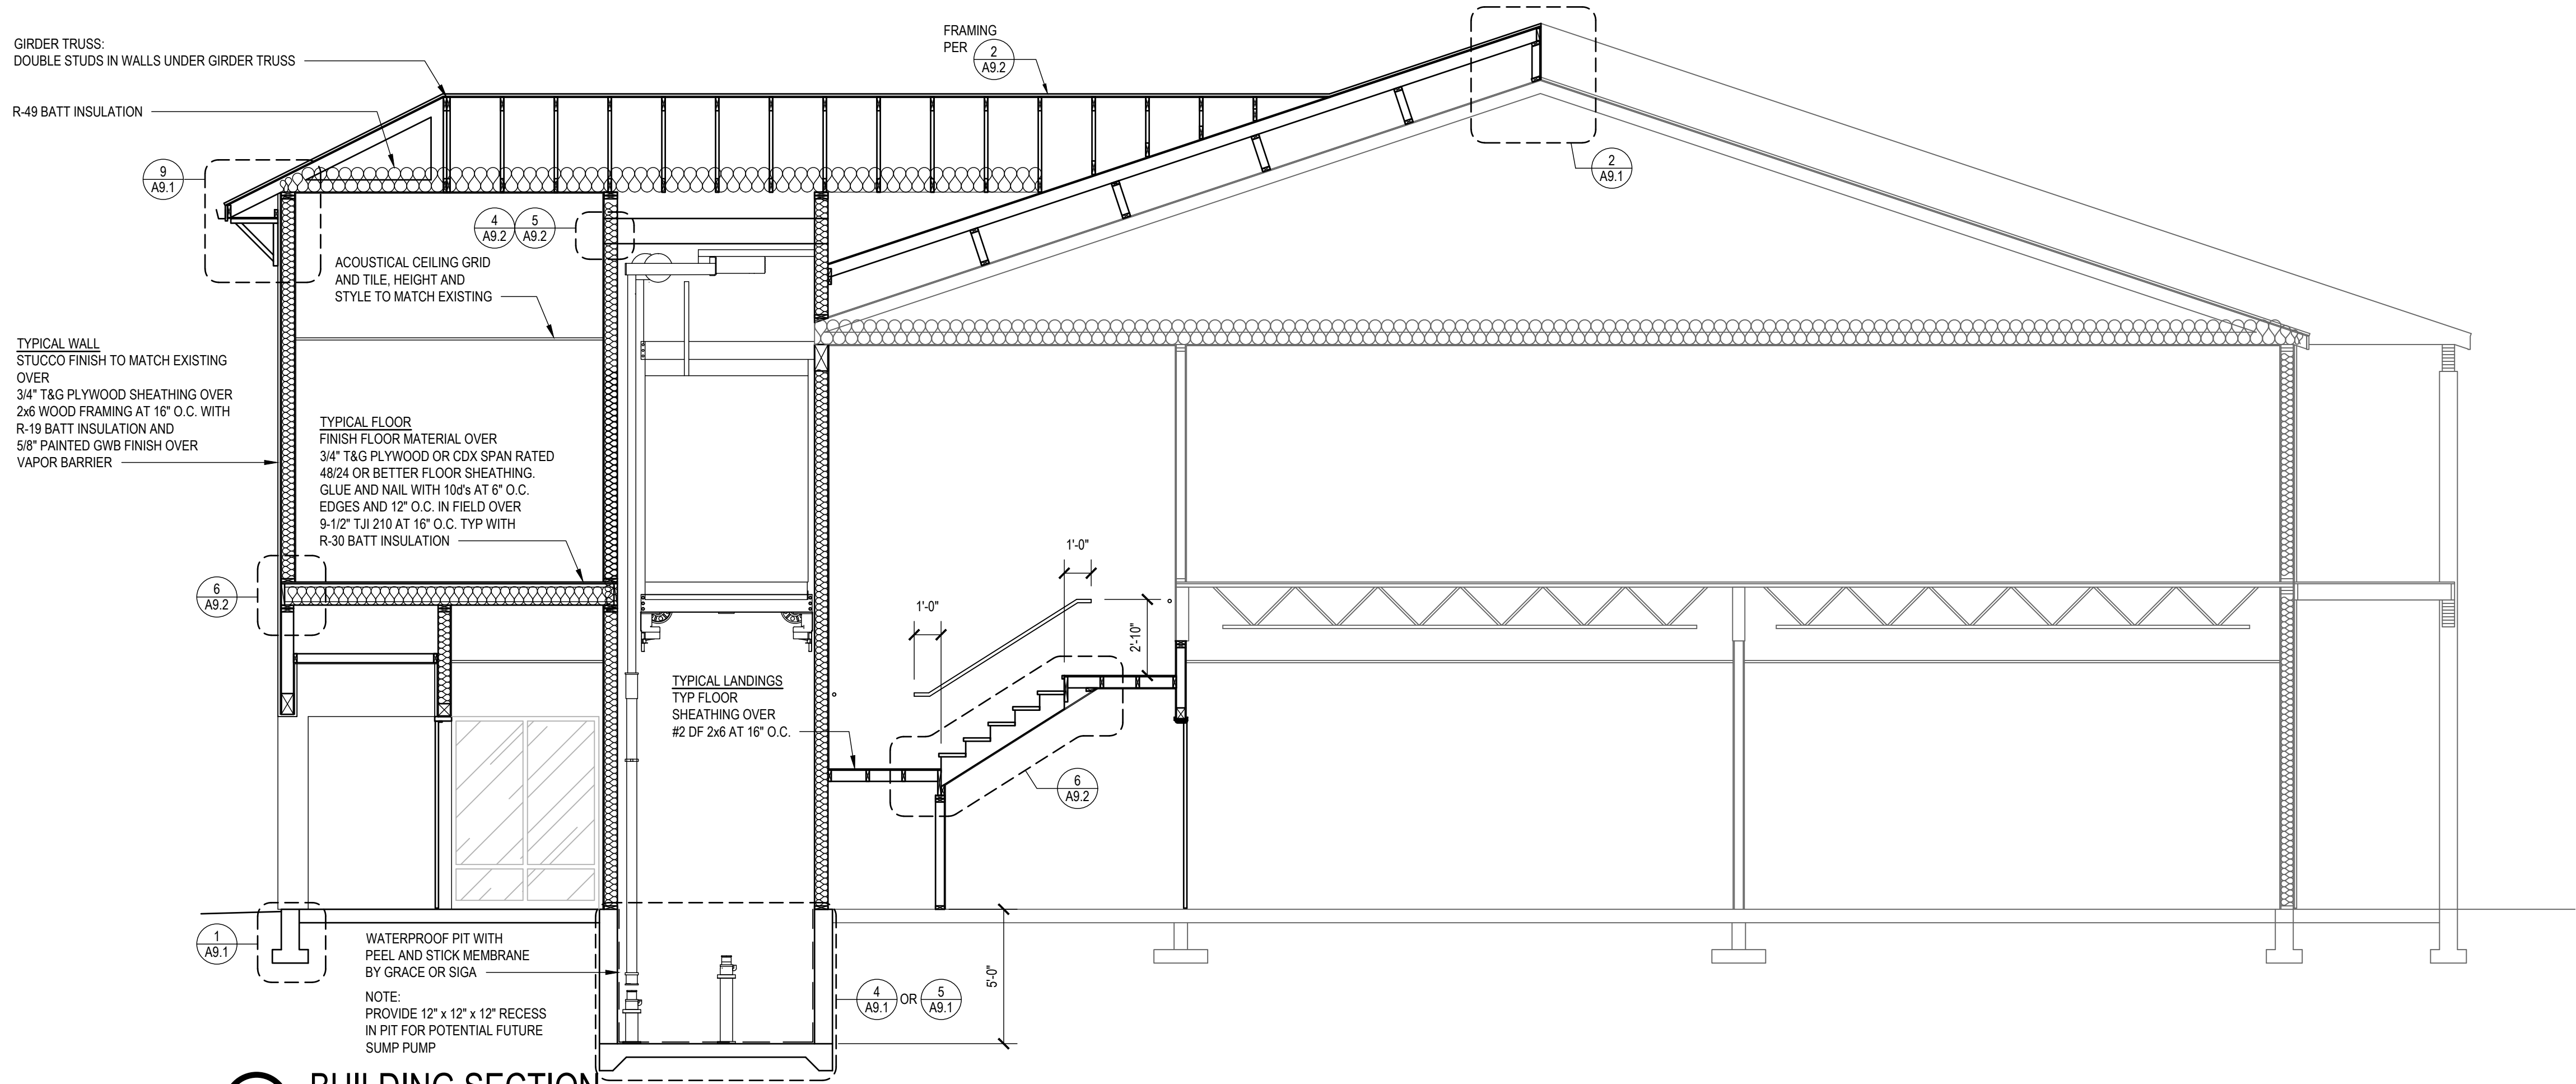 GIRDER TRUSS:
DOUBLE STUDS IN WALLS UNDER GIRDER TRUSS
R-49 BATT INSULATION
FRAMING
PER
2
A9.2
2
A9.1
9
A9.1
4
A9.2
5
A9.2
ACOUSTICAL CEILING GRID
AND TILE, HEIGHT AND
STYLE TO MATCH EXISTING
TYPICAL WALL
STUCCO FINISH TO MATCH EXISTING
OVER
3/4" T&G PLYWOOD SHEATHING OVER
2x6 WOOD FRAMING AT 16" O.C. WITH
R-19 BATT INSULATION AND
5/8" PAINTED GWB FINISH OVER
VAPOR BARRIER
TYPICAL FLOOR
FINISH FLOOR MATERIAL OVER
3/4" T&G PLYWOOD OR CDX SPAN RATED
48/24 OR BETTER FLOOR SHEATHING.
GLUE AND NAIL WITH 10d's AT 6" O.C.
EDGES AND 12" O.C. IN FIELD OVER
9-1/2" TJI 210 AT 16" O.C. TYP WITH
R-30 BATT INSULATION
6
A9.2
1'-0"
1'-0"
2'-10"
TYPICAL LANDINGS
TYP FLOOR
SHEATHING OVER
#2 DF 2x6 AT 16" O.C.
6
A9.2
1
A9.1
WATERPROOF PIT WITH
PEEL AND STICK MEMBRANE
BY GRACE OR SIGA
NOTE:
PROVIDE 12" x 12" x 12" RECESS
IN PIT FOR POTENTIAL FUTURE
SUMP PUMP
4
A9.1
OR
5
A9.1
5'-0"
BUILDING SECTION